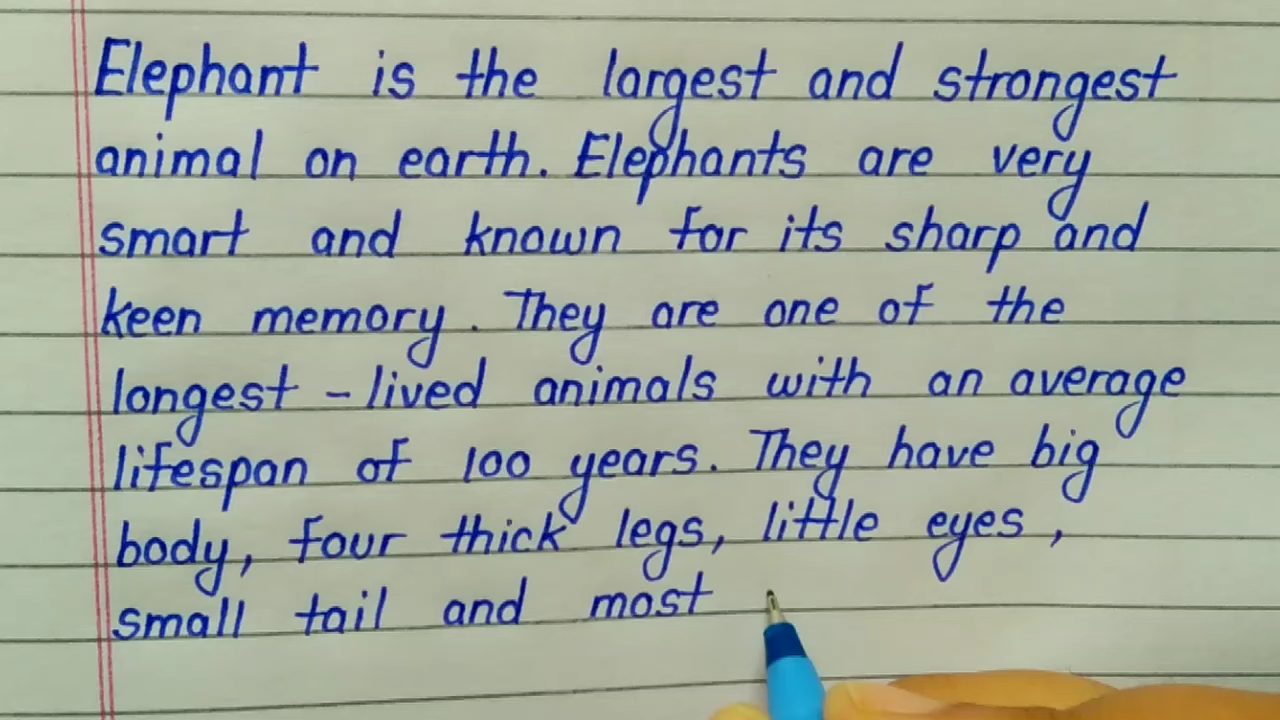 Elephant is the largest and strongest
animal on earth. Elephants are very
smart and known for its sharp and
keen memory. They are one of the
longest - lived animals with an average
lifespan of 100 years. They have big
body, four thick legs, little eyes,
small tail and most